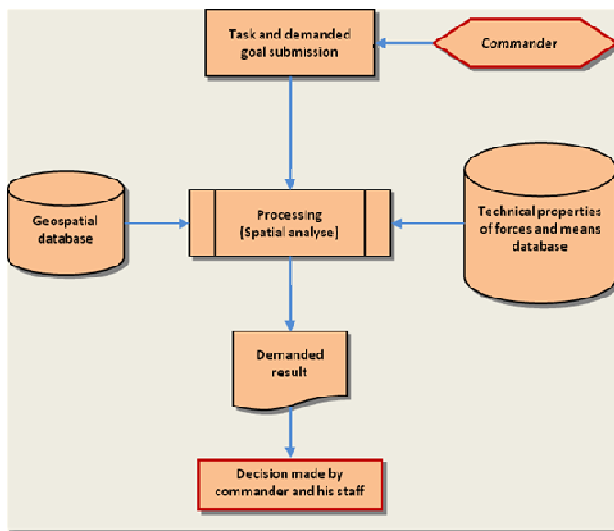 Task and demanded
goal submission
Commander
Geospatial
database
Processing
(Spatial analyse)
Technical properties
of forces and means
database
Demanded
result
Decision made by
commander and his staff